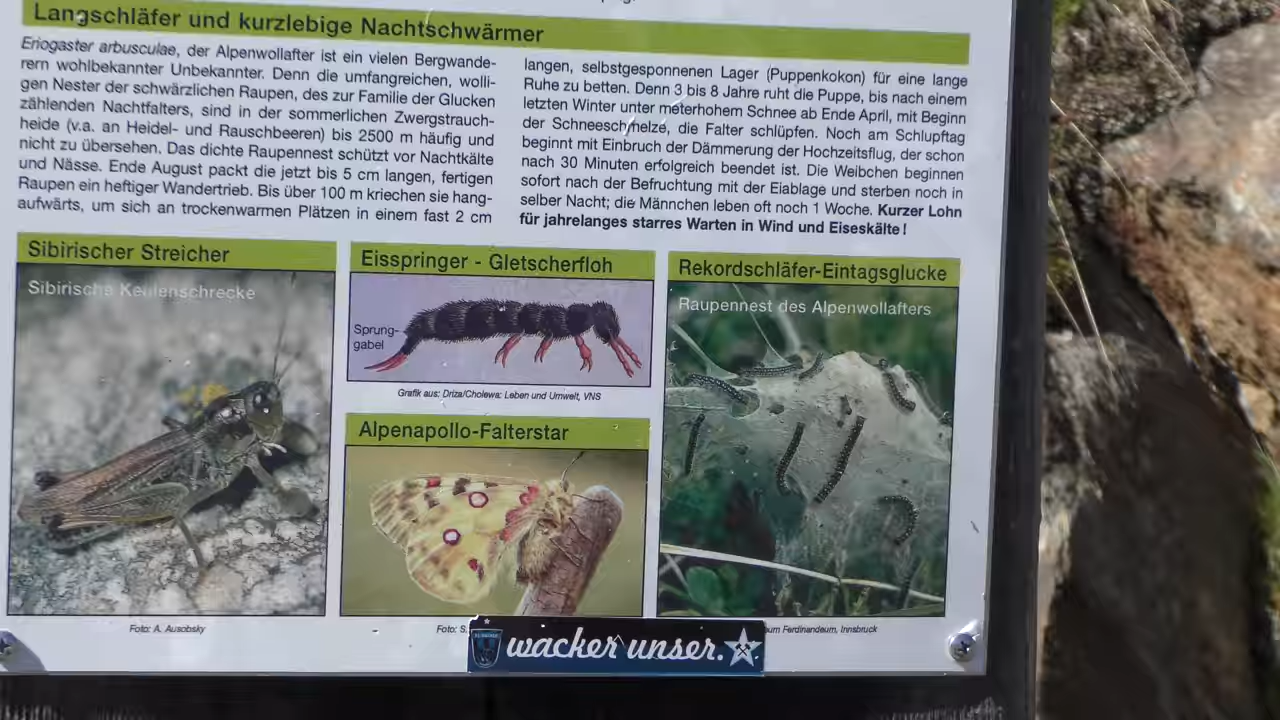 Langschläfer und kurzlebige Nachtschwärmer
Eriogaster arbusculae, der Alpenwollafter ist ein vielen Bergwande-
rern wohlbekannter Unbekannter. Denn die umfangreichen, wolli-
gen Nester der schwärzlichen Raupen, des zur Familie der Glucken
zählenden Nachtfalters, sind in der sommerlichen Zwergstrauch-
heide (v.a. an Heidel- und Rauschbeeren) bis 2500 m häufig und
nicht zu übersehen. Das dichte Raupennest schützt vor Nachtkälte
und Nässe. Ende August packt die jetzt bis 5 cm langen, fertigen
Raupen ein heftiger Wandertrieb. Bis über 100 m kriechen sie hang-
aufwärts, um sich an trockenwarmen Plätzen in einem fast 2 cm
langen, selbstgesponnenen Lager (Puppenkokon) für eine lange
Ruhe zu betten. Denn 3 bis 8 Jahre ruht die Puppe, bis nach einem
letzten Winter unter meterhohem Schnee ab Ende April, mit Beginn
der Schneeschmelze, die Falter schlüpfen. Noch am Schlupftag
beginnt mit Einbruch der Dämmerung der Hochzeitsflug, der schon
nach 30 Minuten erfolgreich beendet ist. Die Weibchen beginnen
sofort nach der Befruchtung mit der Eiablage und sterben noch in
selber Nacht; die Männchen leben oft noch 1 Woche. Kurzer Lohn
für jahrelanges starres Warten in Wind und Eiseskälte!
Sibirischer Streicher
Sibirische Keulenschrecke
Foto: A. Ausobsky
Eisspringer - Gletscherfloh
Sprung-
gabel
Grafik aus: Driza/Cholewa: Leben und Umwelt, VNS
Alpenapollo-Falterstar
Foto: S.
Rekordschläfer-Eintagsglucke
Raupennest des Alpenwollafters
Ferdinandeum, Innsbruck
wacker unser.